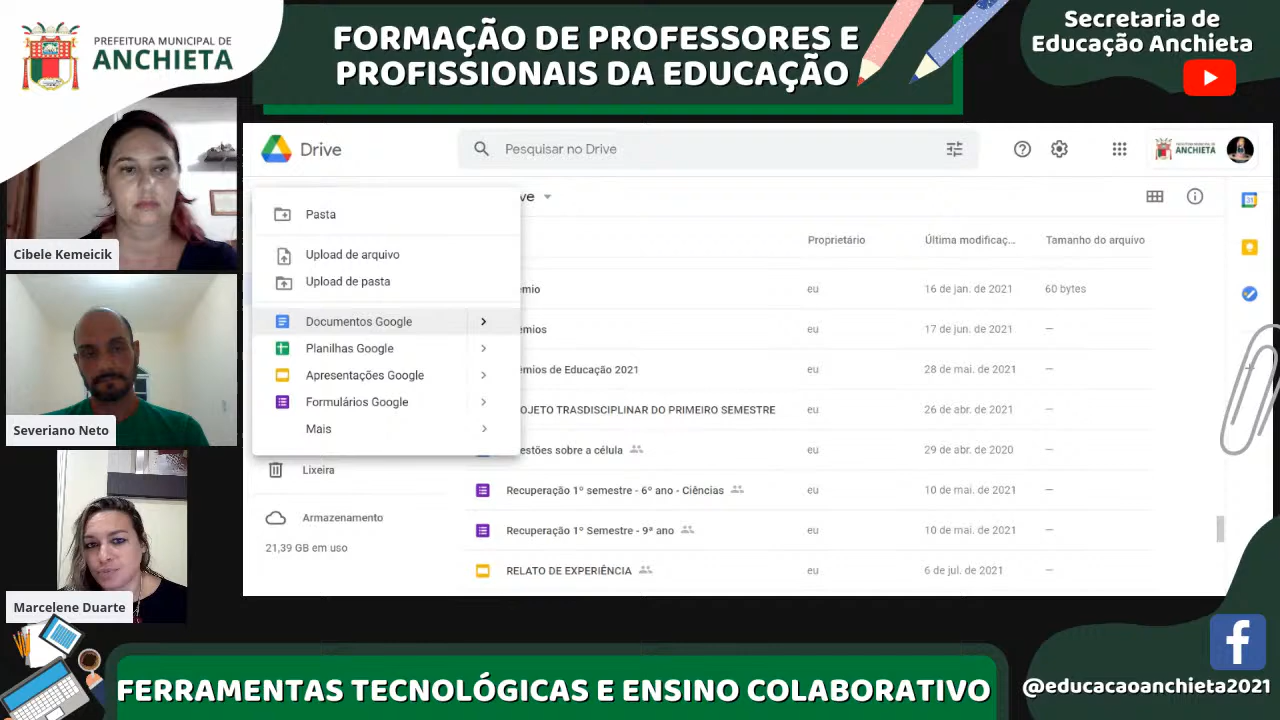 PREFEITURA MUNICIPAL DE
ANCHIETA
FORMAÇÃO DE PROFESSORES E
PROFISSIONAIS DA EDUCAÇÃO
Secretaria de
Educação Anchieta
Cibele Kemeicik
Severiano Neto
Marcelene Duarte
Drive
Pesquisar no Drive
ANCHIETA
Pasta
Upload de arquivo
Upload de pasta
Documentos Google
Planilhas Google
Apresentações Google
Formulários Google
Mais
Lixeira
Armazenamento
21,39 GB em uso
ve
Proprietário Última modificaç... Tamanho do arquivo
êmio eu 16 de jan. de 2021 60 bytes
êmios eu 17 de jun. de 2021 —
êmios de Educação 2021 eu 28 de mai. de 2021 —
OJETO TRASDISCIPLINAR DO PRIMEIRO SEMESTRE eu 26 de abr. de 2021 —
estões sobre a célula eu 29 de abr. de 2020 —
Recuperação 1º semestre - 6º ano - Ciências eu 10 de mai. de 2021 —
Recuperação 1º Semestre - 9ª ano eu 10 de mai. de 2021 —
RELATO DE EXPERIÊNCIA eu 6 de jul. de 2021 —
FERRAMENTAS TECNOLÓGICAS E ENSINO COLABORATIVO
@educacaoanchieta2021